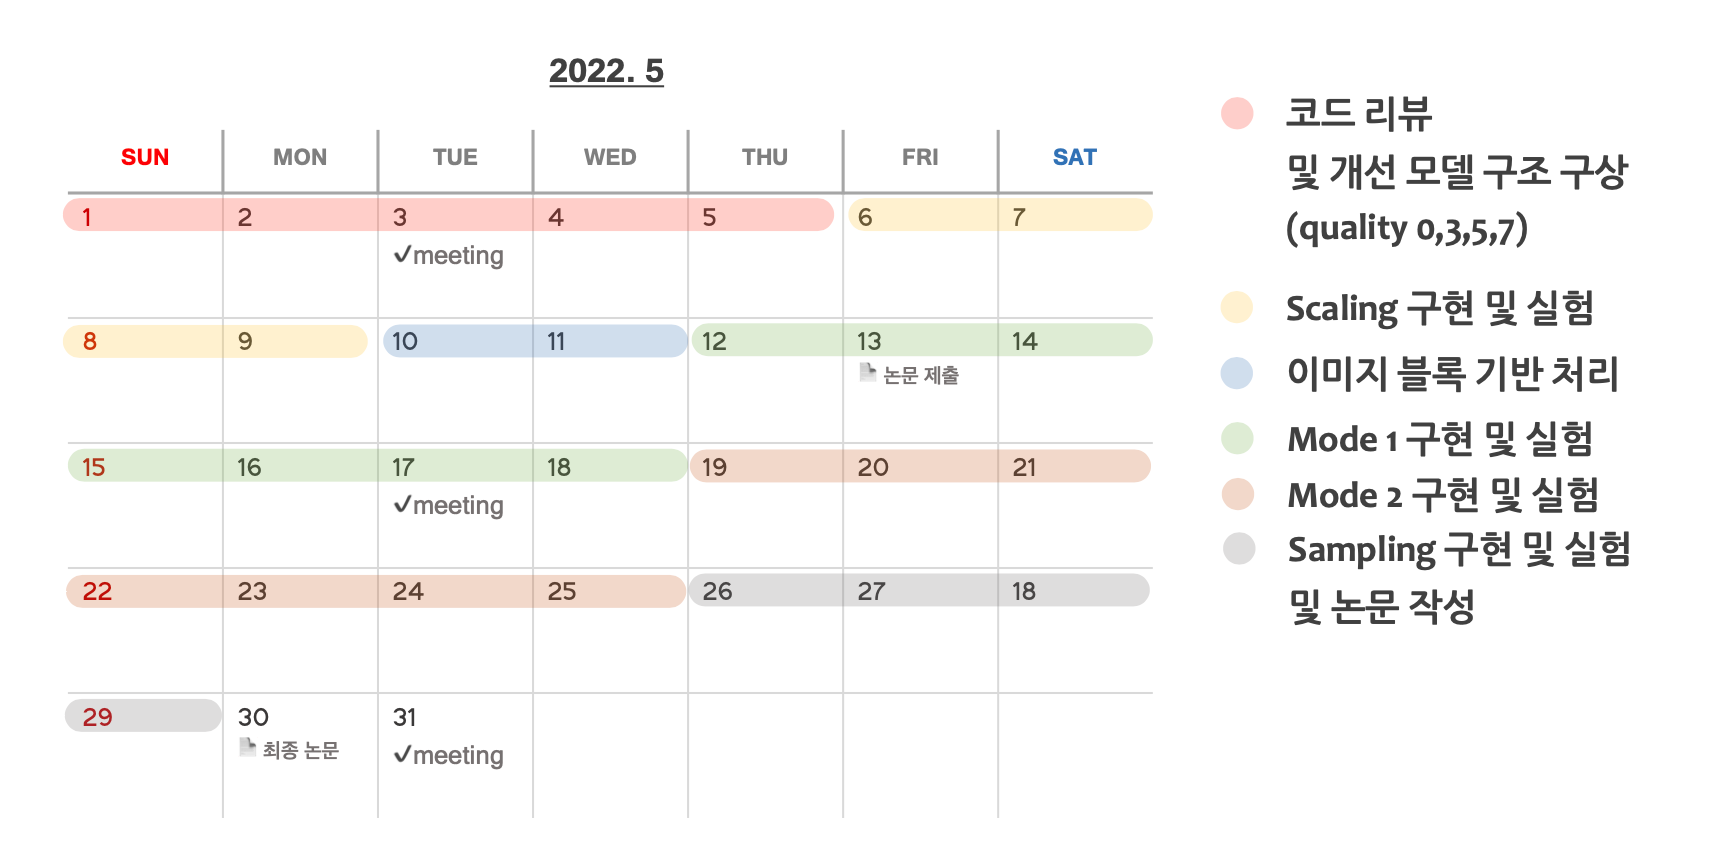 2022. 5
SUN MON TUE WED THU FRI SAT
1 2 3 4 5 6 7
✓meeting
8 9 10 11 12 13 14
논문 제출
15 16 17 18 19 20 21
✓meeting
22 23 24 25 26 27 18
29 30 31
최종 논문 ✓meeting
코드 리뷰
및 개선 모델 구조 구상
(quality 0,3,5,7)
Scaling 구현 및 실험
이미지 블록 기반 처리
Mode 1 구현 및 실험
Mode 2 구현 및 실험
Sampling 구현 및 실험
및 논문 작성